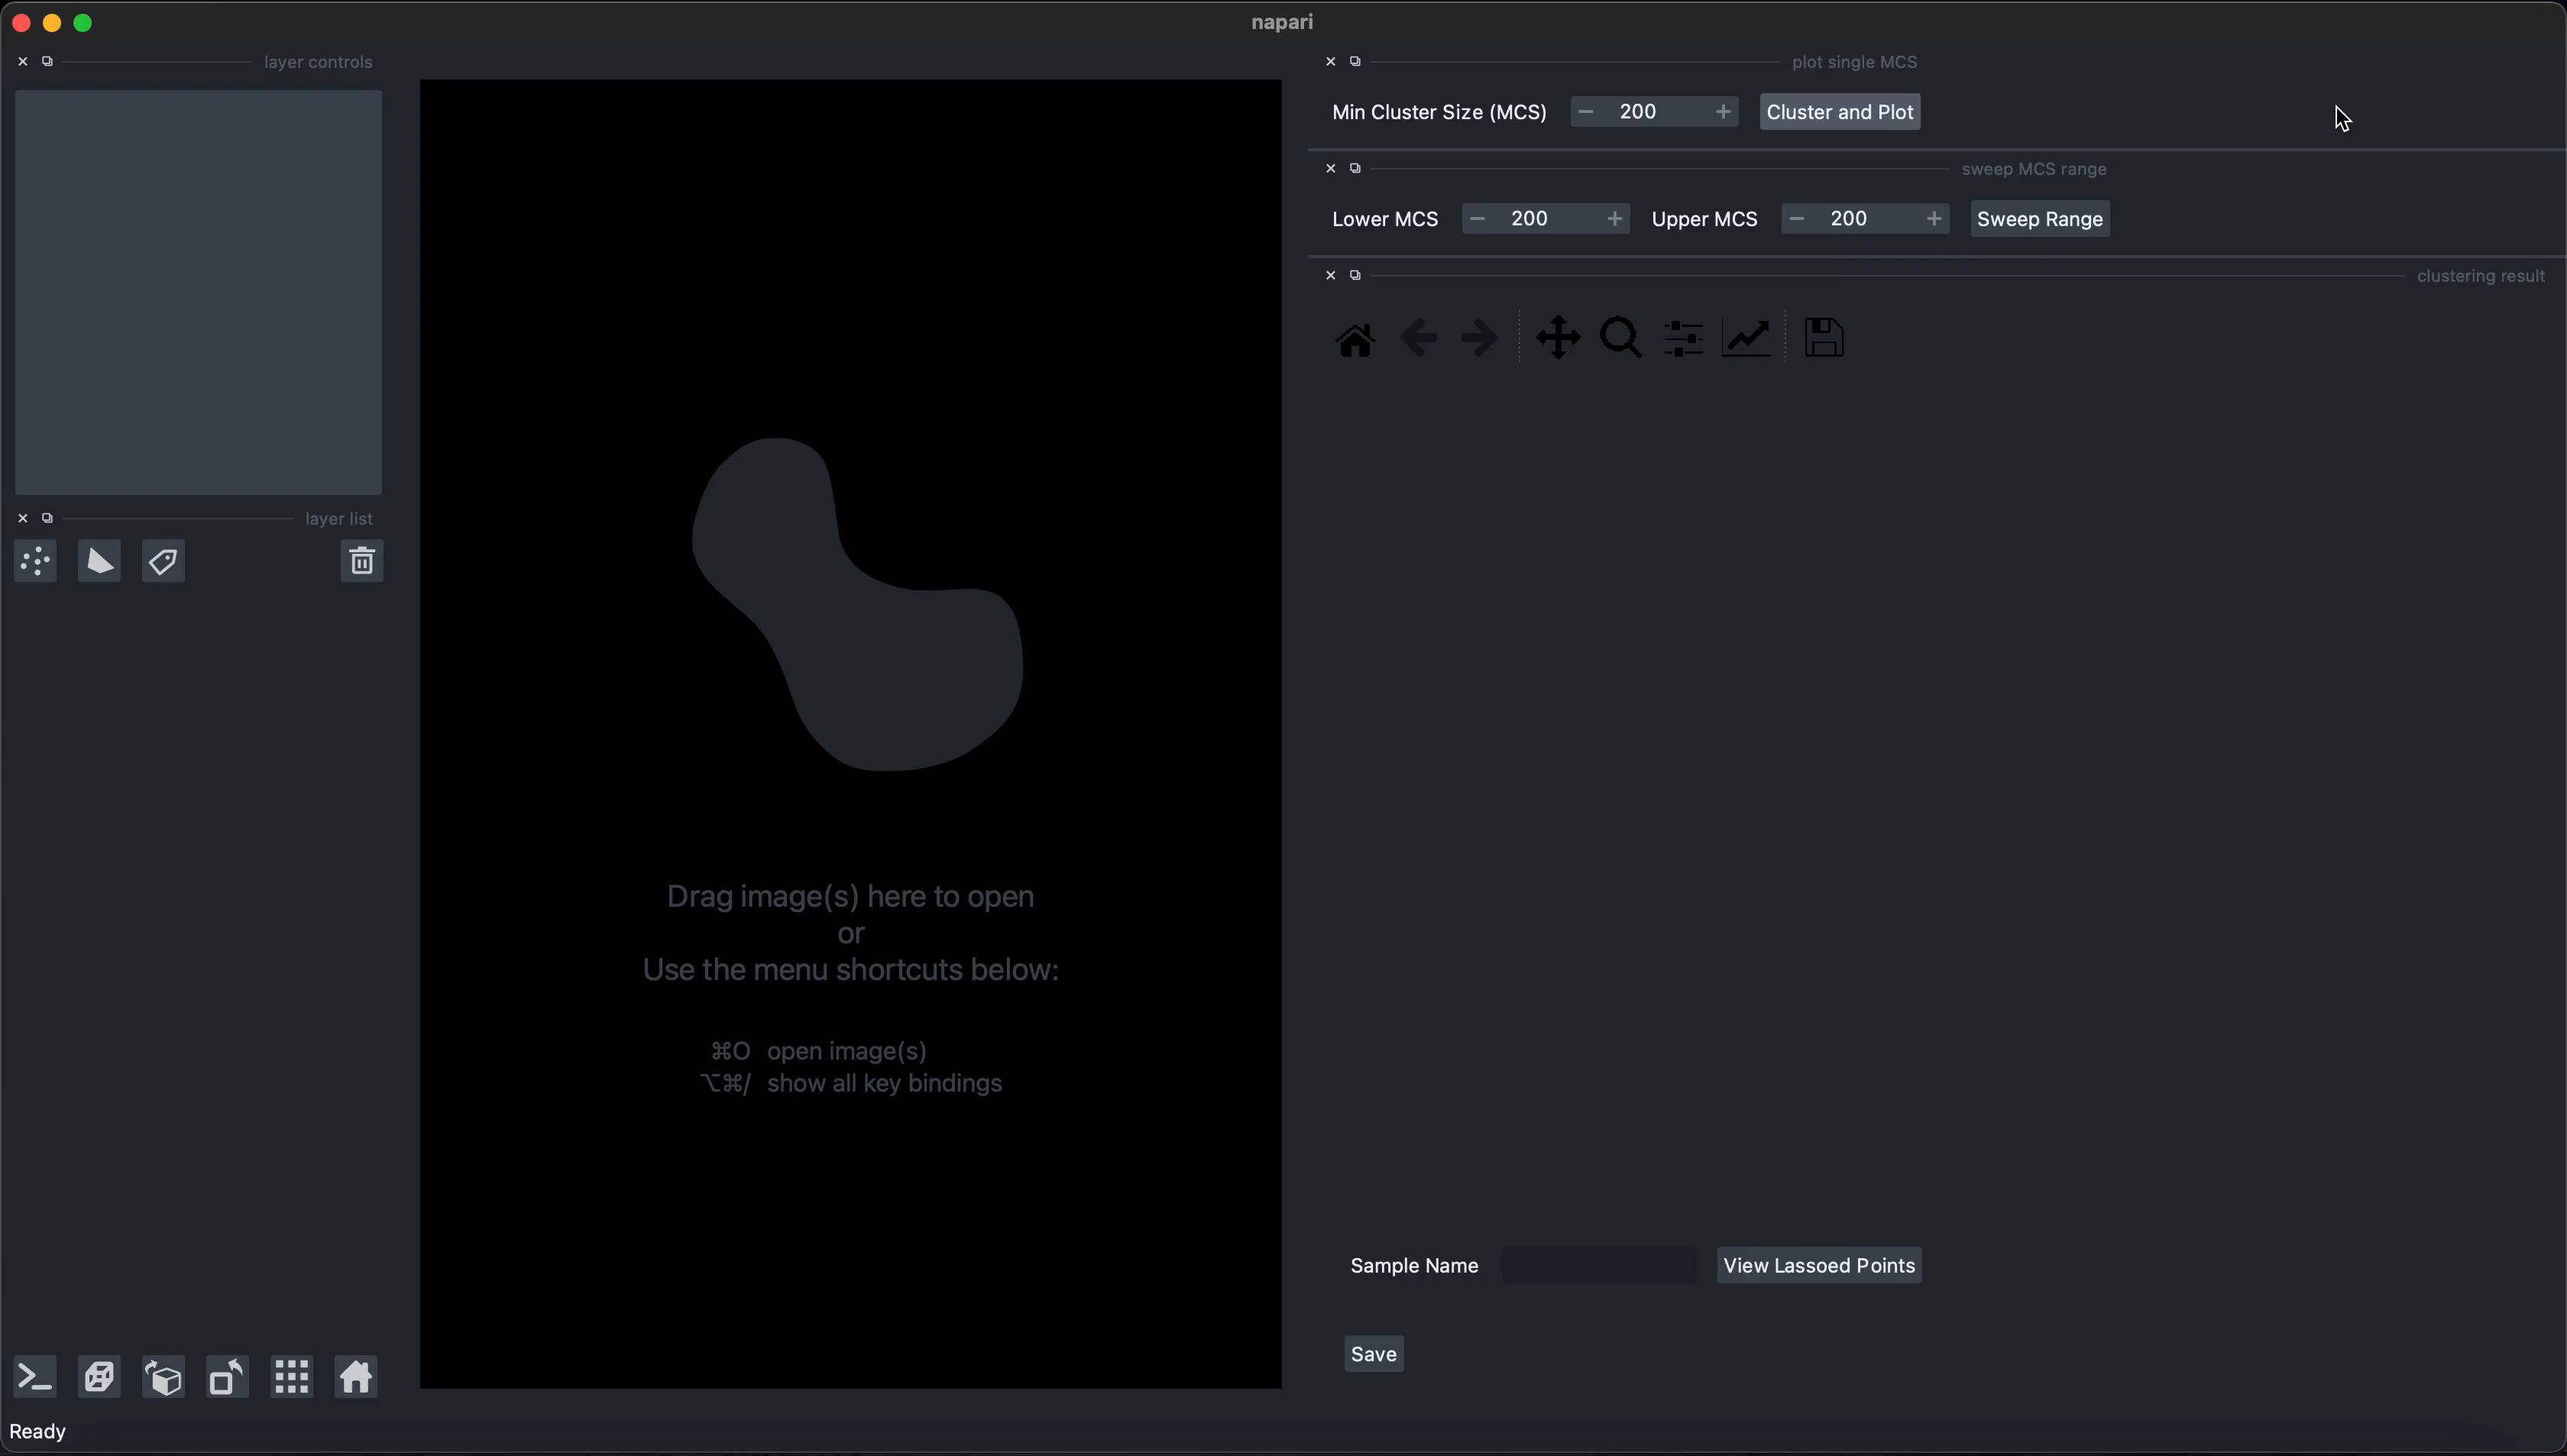 napari
layer controls
plot single MCS
Min Cluster Size (MCS) − 200 + Cluster and Plot
sweep MCS range
Lower MCS − 200 + Upper MCS − 200 + Sweep Range
clustering result
layer list
Drag image(s) here to open
or
Use the menu shortcuts below:
⌘O open image(s)
⌥⌘/ show all key bindings
Sample Name View Lassoed Points
Save
Ready